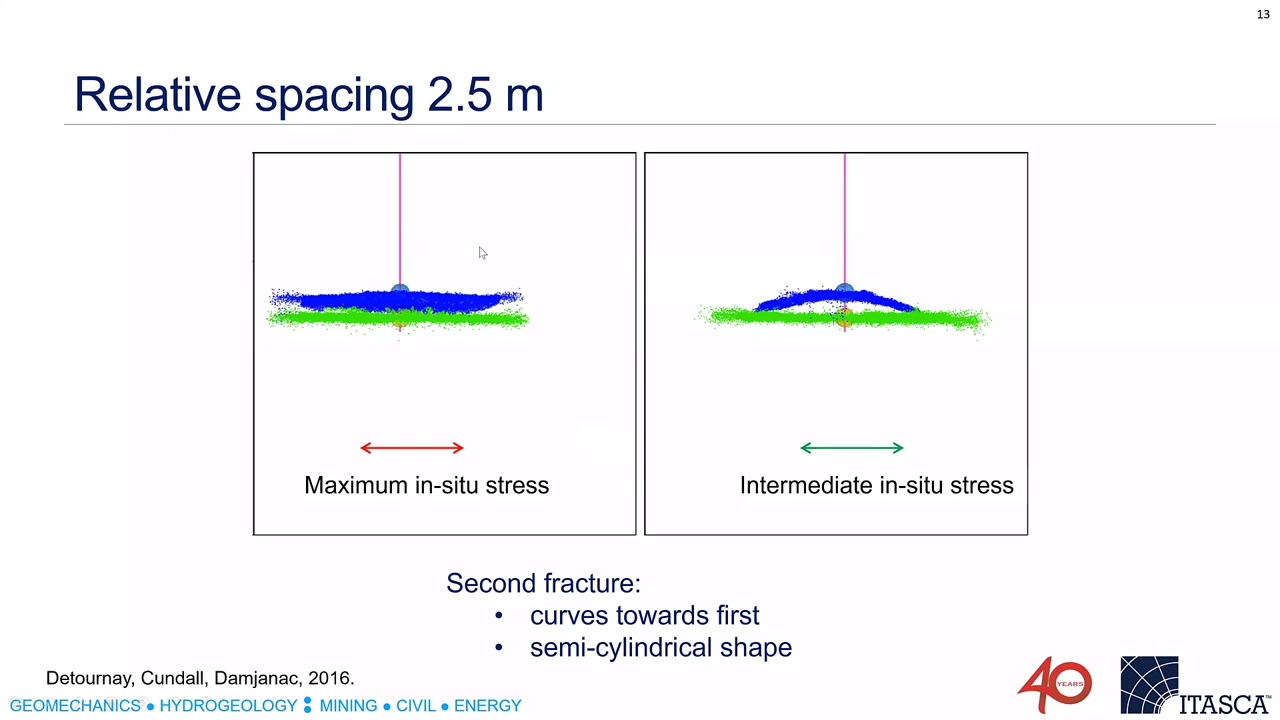 13
Relative spacing 2.5 m
Maximum in-situ stress
Intermediate in-situ stress
Second fracture:
• curves towards first
• semi-cylindrical shape
Detournay, Cundall, Damjanac, 2016.
GEOMECHANICS ● HYDROGEOLOGY
MINING ● CIVIL ● ENERGY
40 YEARS
ITASCA™